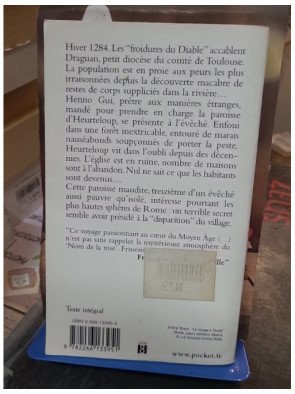 Hiver 1284. Les "froidures du Diable" accablent
Draguan, petit diocèse du comté de Toulouse.
La population est en proie aux peurs les plus
irraisonnées depuis la découverte macabre de
restes de corps suppliciés dans la rivière…
Henno Gui, prêtre aux manières étranges,
mandé pour prendre en charge la paroisse
d'Heurteloup, se présente à l'évêché. Enfoui
dans une forêt inextricable, entouré de marais
nauséabonds soupçonnés de porter la peste,
Heurteloup vit dans l'oubli depuis des décen-
nies. L'église est en ruine, nombre de maisons
sont à l'abandon. Nul ne sait ce que les habitants
sont devenus…
Cette paroisse maudite, treizième d'un évêché
aussi pauvre qu'isolé, intéresse pourtant les
plus hautes sphères de Rome : un terrible secret
semble avoir présidé à la "disparition" du village.
"Ce voyage passionnant au cœur du Moyen Âge (…)
n'est pas sans rappeler la mystérieuse atmosphère du
'Nom de la rose'.
Texte intégral
9 782266 133951
www.pocket.fr